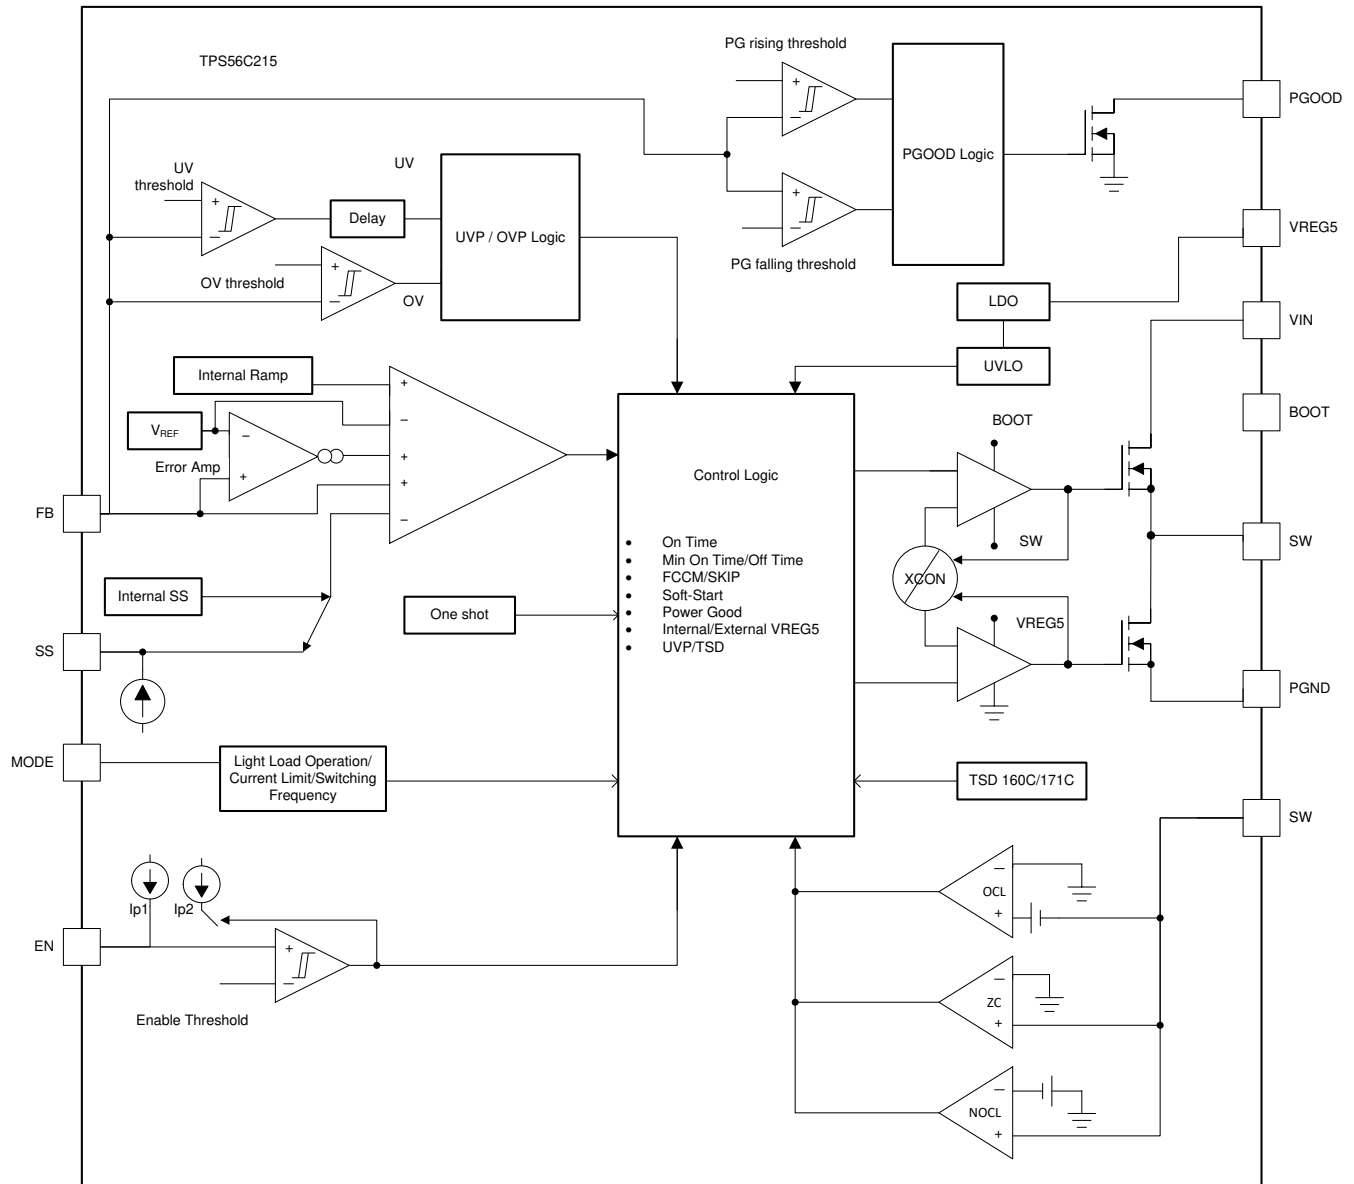 TPS56C215
PG rising threshold
+
−
PGOOD Logic
PGOOD
UV
threshold
+
−
Delay
UV
UVP / OVP Logic
+
−
PG falling threshold
VREG5
OV threshold
+
−
OV
LDO
VIN
UVLO
Internal Ramp
+
−
+
+
−
VREF
−
+
Error Amp
BOOT
BOOT
Control Logic
FB
• On Time
• Min On Time/Off Time
• FCCM/SKIP
• Soft-Start
• Power Good
• Internal/External VREG5
• UVP/TSD
SW
SW
XCON
Internal SS
One shot
VREG5
SS
PGND
MODE
Light Load Operation/
Current Limit/Switching
Frequency
TSD 160C/171C
SW
Ip1
Ip2
OCL
−
+
EN
+
−
Enable Threshold
ZC
−
+
NOCL
−
+